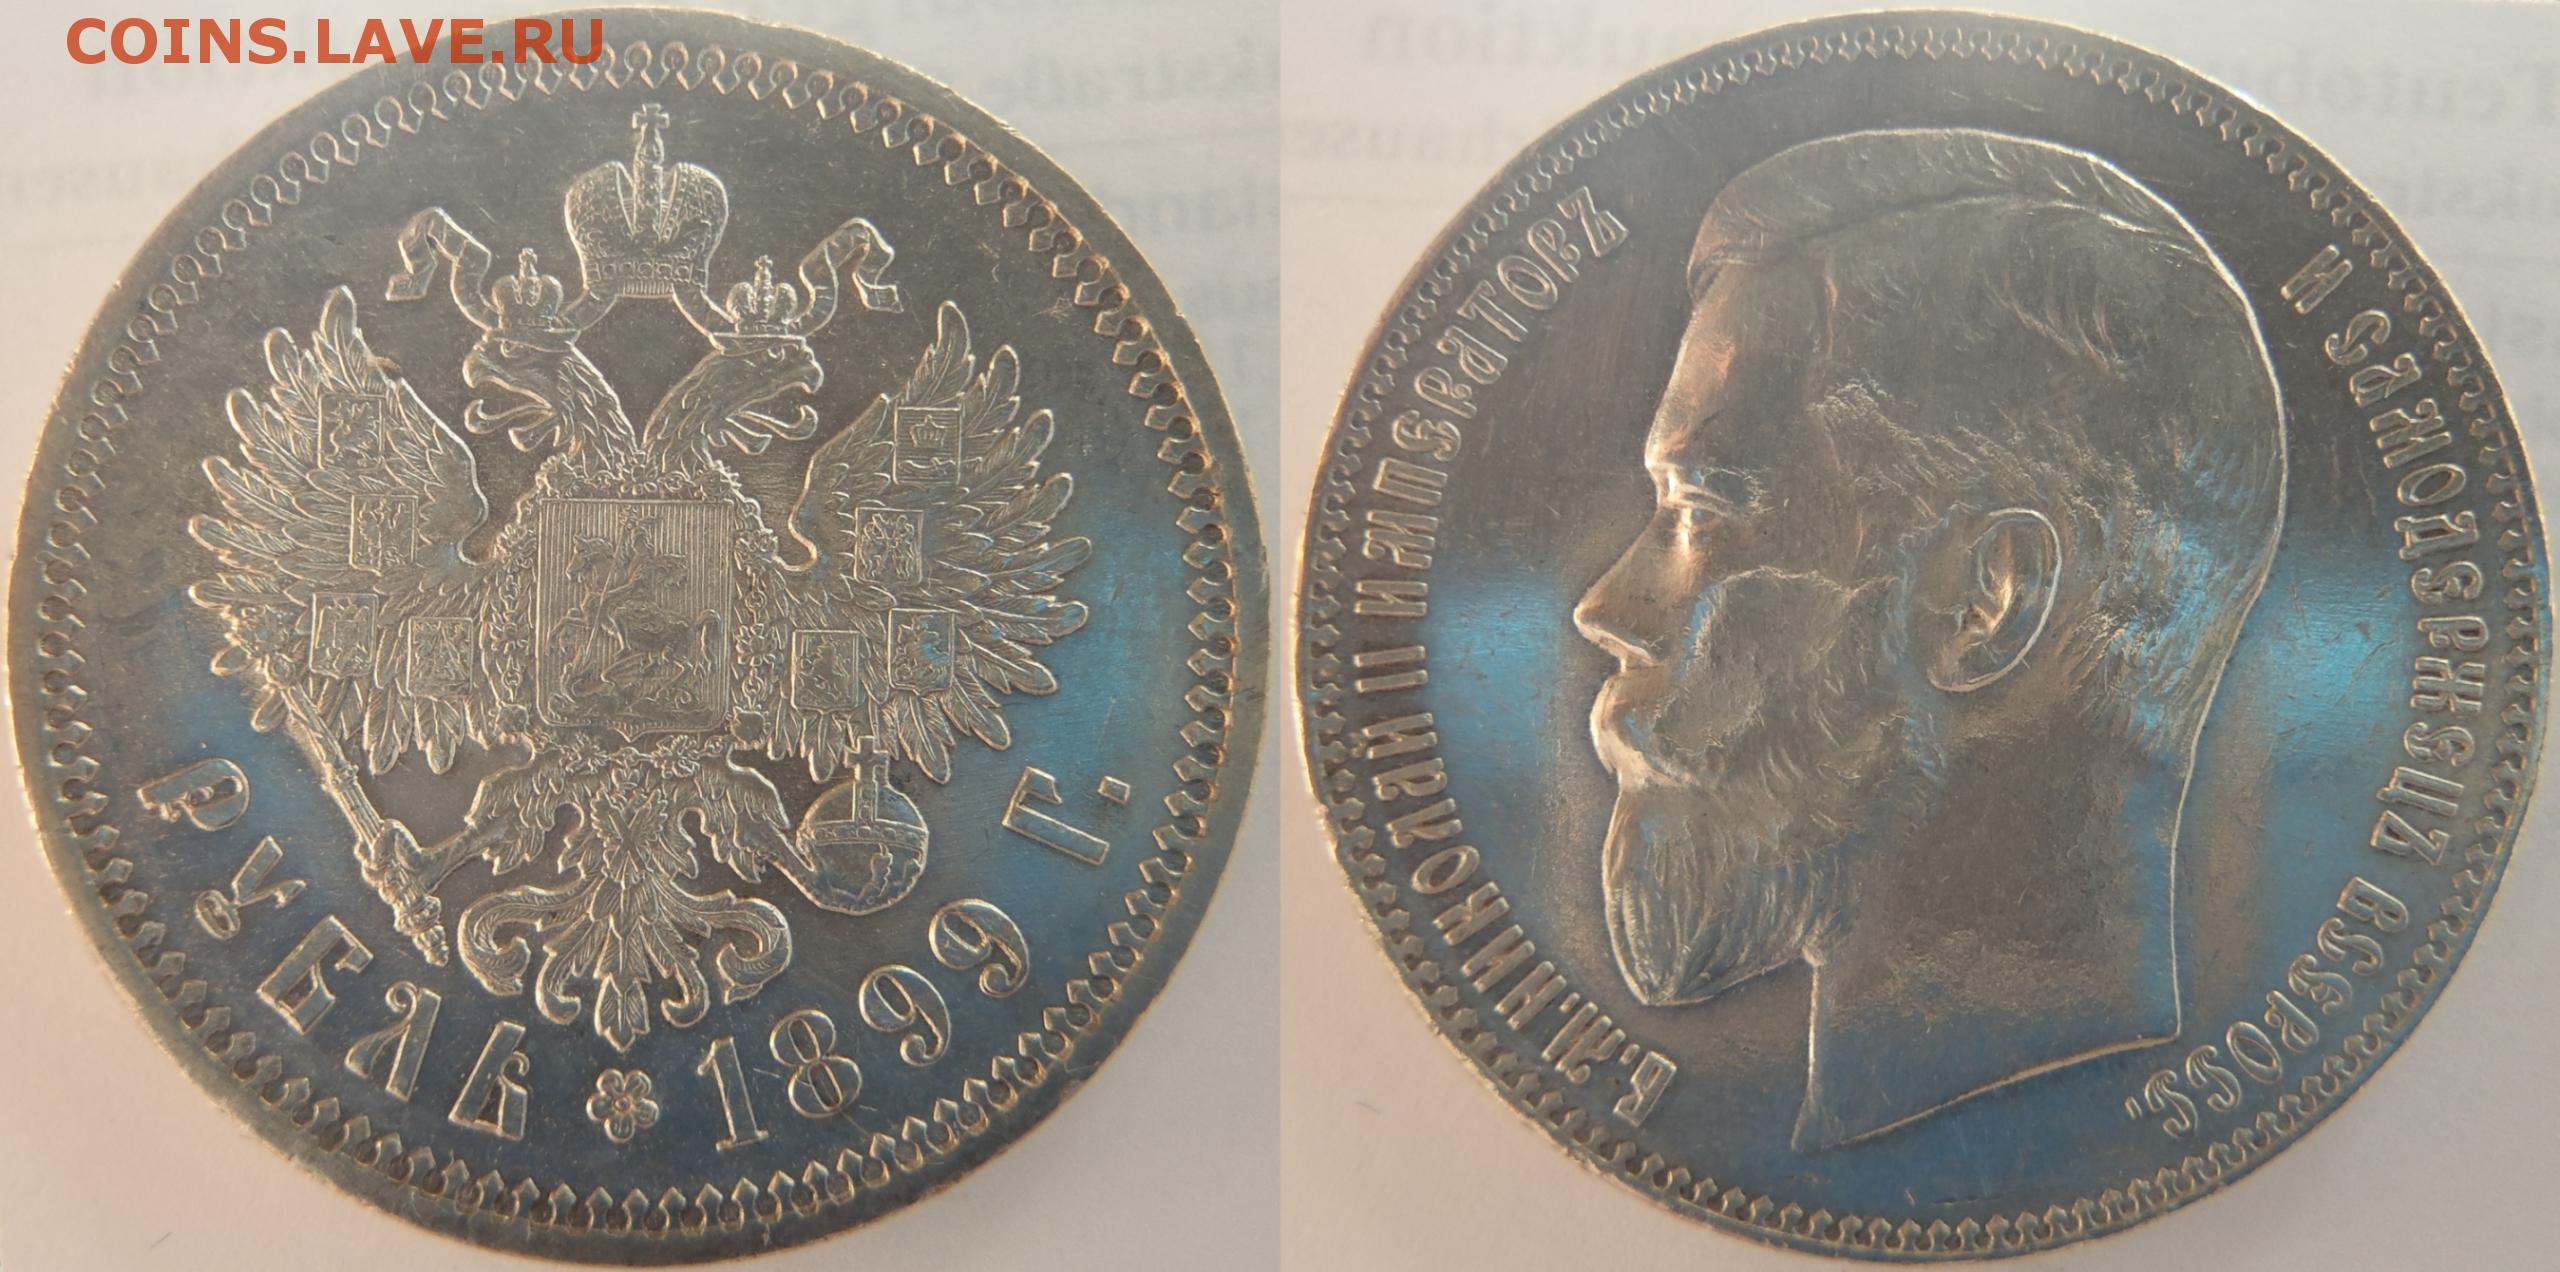 COINS.LAVE.RU
РУБЛЬ 1899 Г.
Б.М.НИКОЛАЙ II ИМПЕРАТОРЪ И САМОДЕРЖЕЦЪ ВСЕРОСС.